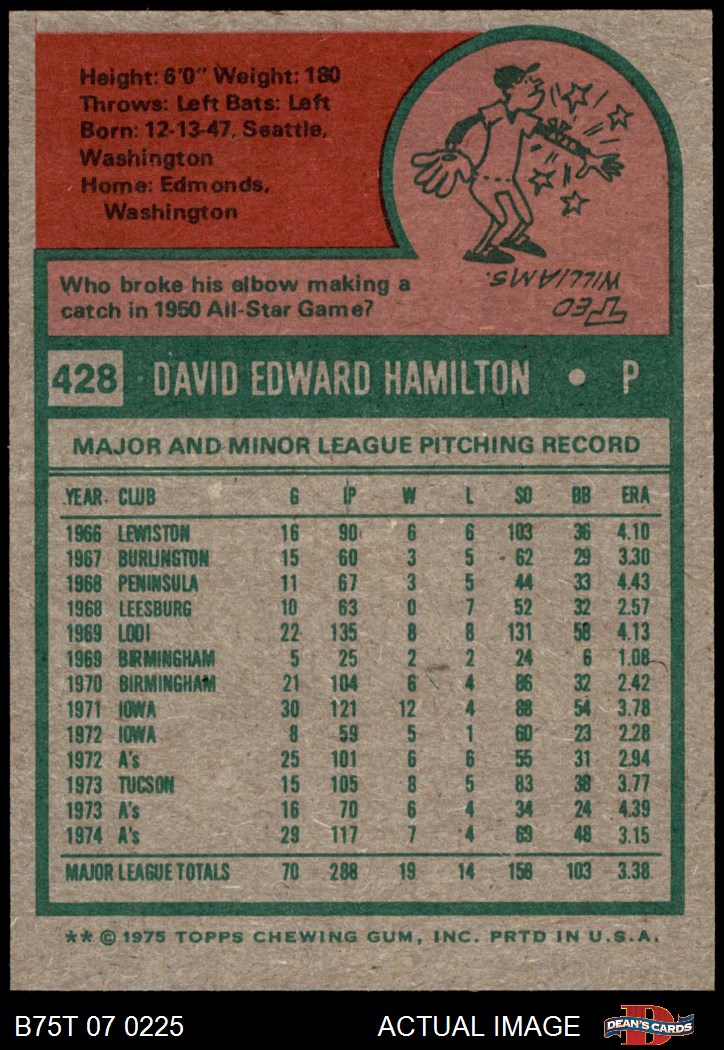 Height: 6'0" Weight: 180
Throws: Left Bats: Left
Born: 12-13-47, Seattle,
Washington
Home: Edmonds,
Washington
Who broke his elbow making a
catch in 1950 All-Star Game?
TED
WILLIAMS.
428 DAVID EDWARD HAMILTON • P
MAJOR AND MINOR LEAGUE PITCHING RECORD
YEAR CLUB G IP W L SO BB ERA
1966 LEWISTON 16 90 6 6 103 36 4.10
1967 BURLINGTON 15 60 3 5 62 29 3.30
1968 PENINSULA 11 67 3 5 44 33 4.43
1968 LEESBURG 10 63 0 7 52 32 2.57
1969 LODI 22 135 8 8 131 58 4.13
1969 BIRMINGHAM 5 25 2 2 24 6 1.08
1970 BIRMINGHAM 21 104 6 4 86 32 2.42
1971 IOWA 30 121 12 4 88 54 3.78
1972 IOWA 8 59 5 1 60 23 2.28
1972 A's 25 101 6 6 55 31 2.94
1973 TUCSON 15 105 8 5 83 38 3.77
1973 A's 16 70 6 4 34 24 4.39
1974 A's 29 117 7 4 69 48 3.15
MAJOR LEAGUE TOTALS 70 288 19 14 158 103 3.38
** © 1975 TOPPS CHEWING GUM, INC. PRTD IN U.S.A.
B75T 07 0225 ACTUAL IMAGE D DEAN'S CARDS